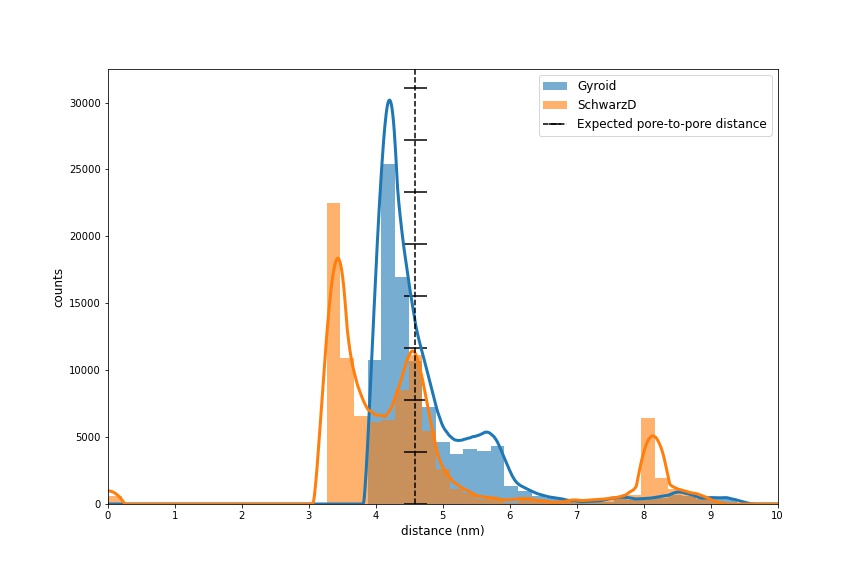 Gyroid
SchwarzD
Expected pore-to-pore distance
30000
25000
20000
15000
10000
5000
0
counts
0 1 2 3 4 5 6 7 8 9 10
distance (nm)